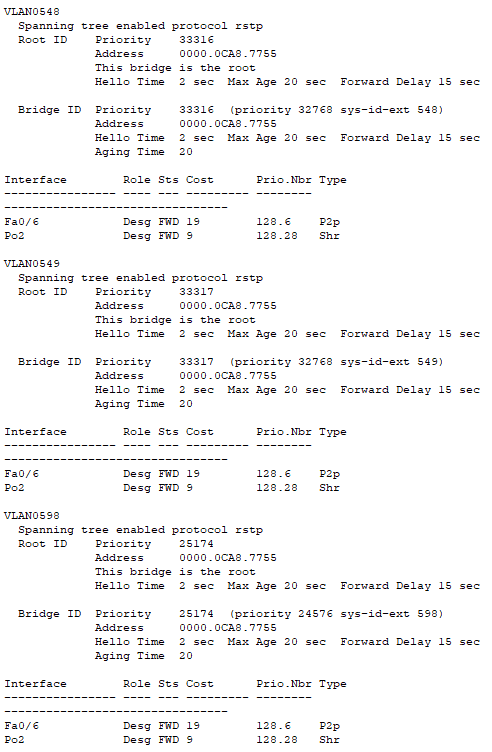 VLAN0548
  Spanning tree enabled protocol rstp
  Root ID    Priority    33316
             Address     0000.0CA8.7755
             This bridge is the root
             Hello Time  2 sec  Max Age 20 sec  Forward Delay 15 sec

  Bridge ID  Priority    33316  (priority 32768 sys-id-ext 548)
             Address     0000.0CA8.7755
             Hello Time  2 sec  Max Age 20 sec  Forward Delay 15 sec
             Aging Time  20

Interface        Role Sts Cost      Prio.Nbr Type
---------------- ---- --- --------- -------- --------------------------------
Fa0/6            Desg FWD 19        128.6    P2p
Po2              Desg FWD 9         128.28   Shr

VLAN0549
  Spanning tree enabled protocol rstp
  Root ID    Priority    33317
             Address     0000.0CA8.7755
             This bridge is the root
             Hello Time  2 sec  Max Age 20 sec  Forward Delay 15 sec

  Bridge ID  Priority    33317  (priority 32768 sys-id-ext 549)
             Address     0000.0CA8.7755
             Hello Time  2 sec  Max Age 20 sec  Forward Delay 15 sec
             Aging Time  20

Interface        Role Sts Cost      Prio.Nbr Type
---------------- ---- --- --------- -------- --------------------------------
Fa0/6            Desg FWD 19        128.6    P2p
Po2              Desg FWD 9         128.28   Shr

VLAN0598
  Spanning tree enabled protocol rstp
  Root ID    Priority    25174
             Address     0000.0CA8.7755
             This bridge is the root
             Hello Time  2 sec  Max Age 20 sec  Forward Delay 15 sec

  Bridge ID  Priority    25174  (priority 24576 sys-id-ext 598)
             Address     0000.0CA8.7755
             Hello Time  2 sec  Max Age 20 sec  Forward Delay 15 sec
             Aging Time  20

Interface        Role Sts Cost      Prio.Nbr Type
---------------- ---- --- --------- -------- --------------------------------
Fa0/6            Desg FWD 19        128.6    P2p
Po2              Desg FWD 9         128.28   Shr